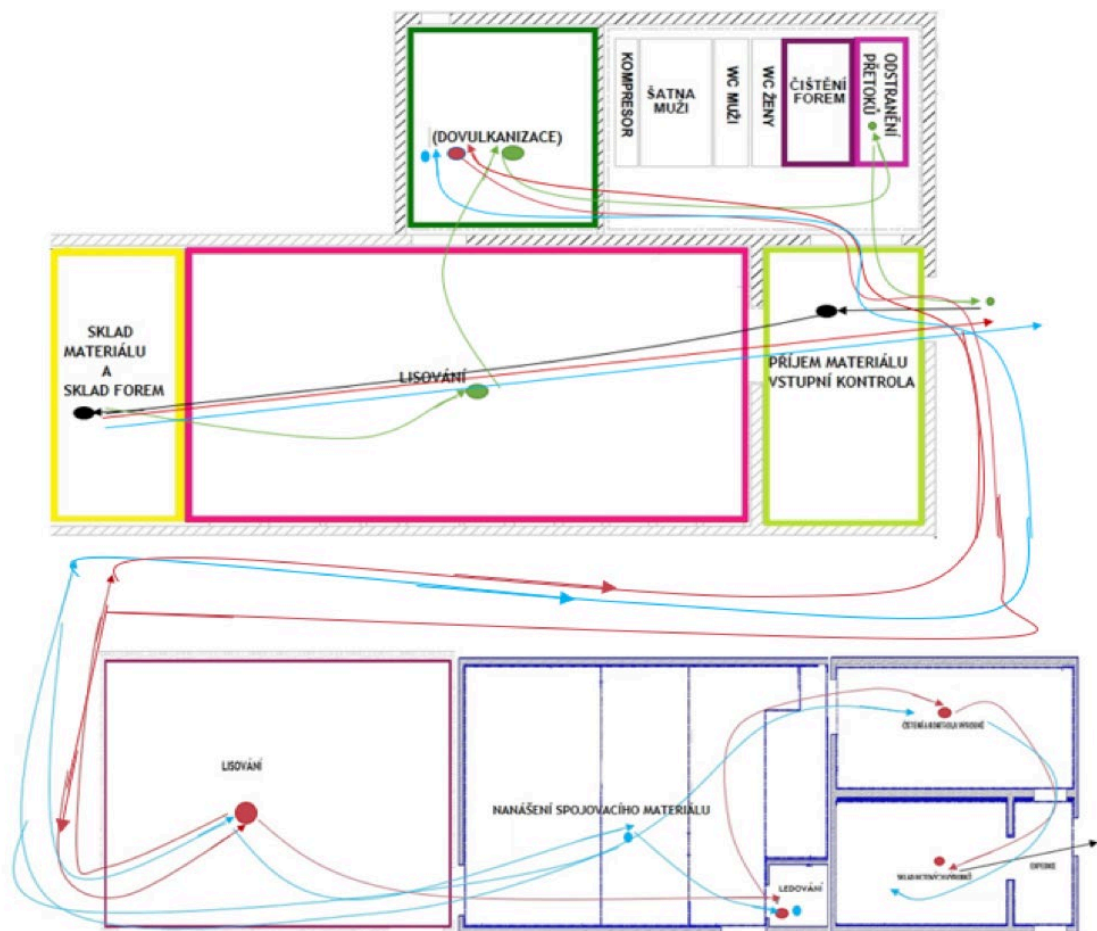 KOMPRESOR
ŠATNA
MUŽI
WC MUŽI
WC ŽENY
ČIŠTĚNÍ
FOREM
ODSTRANĚNÍ
PŘETOKŮ
(DOVULKANIZACE)
SKLAD
MATERIÁLU
A
SKLAD FOREM
LISOVÁNÍ
PŘÍJEM MATERIÁLU
VSTUPNÍ KONTROLA
LISOVÁNÍ
NANÁŠENÍ SPOJOVACÍHO MATERIÁLU
LEDOVÁNÍ
EXPEDICE